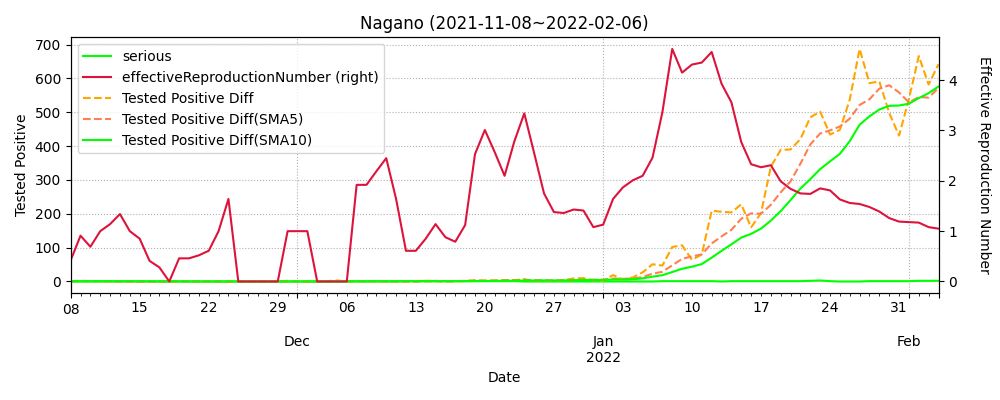 Nagano (2021-11-08~2022-02-06)
serious
effectiveReproductionNumber (right)
Tested Positive Diff
Tested Positive Diff(SMA5)
Tested Positive Diff(SMA10)
Tested Positive
700
600
500
400
300
200
100
0
4
3
2
1
0
Effective Reproduction Number
08 15 22 29 06 13 20 27 03 10 17 24 31
Dec Jan Feb
2022
Date